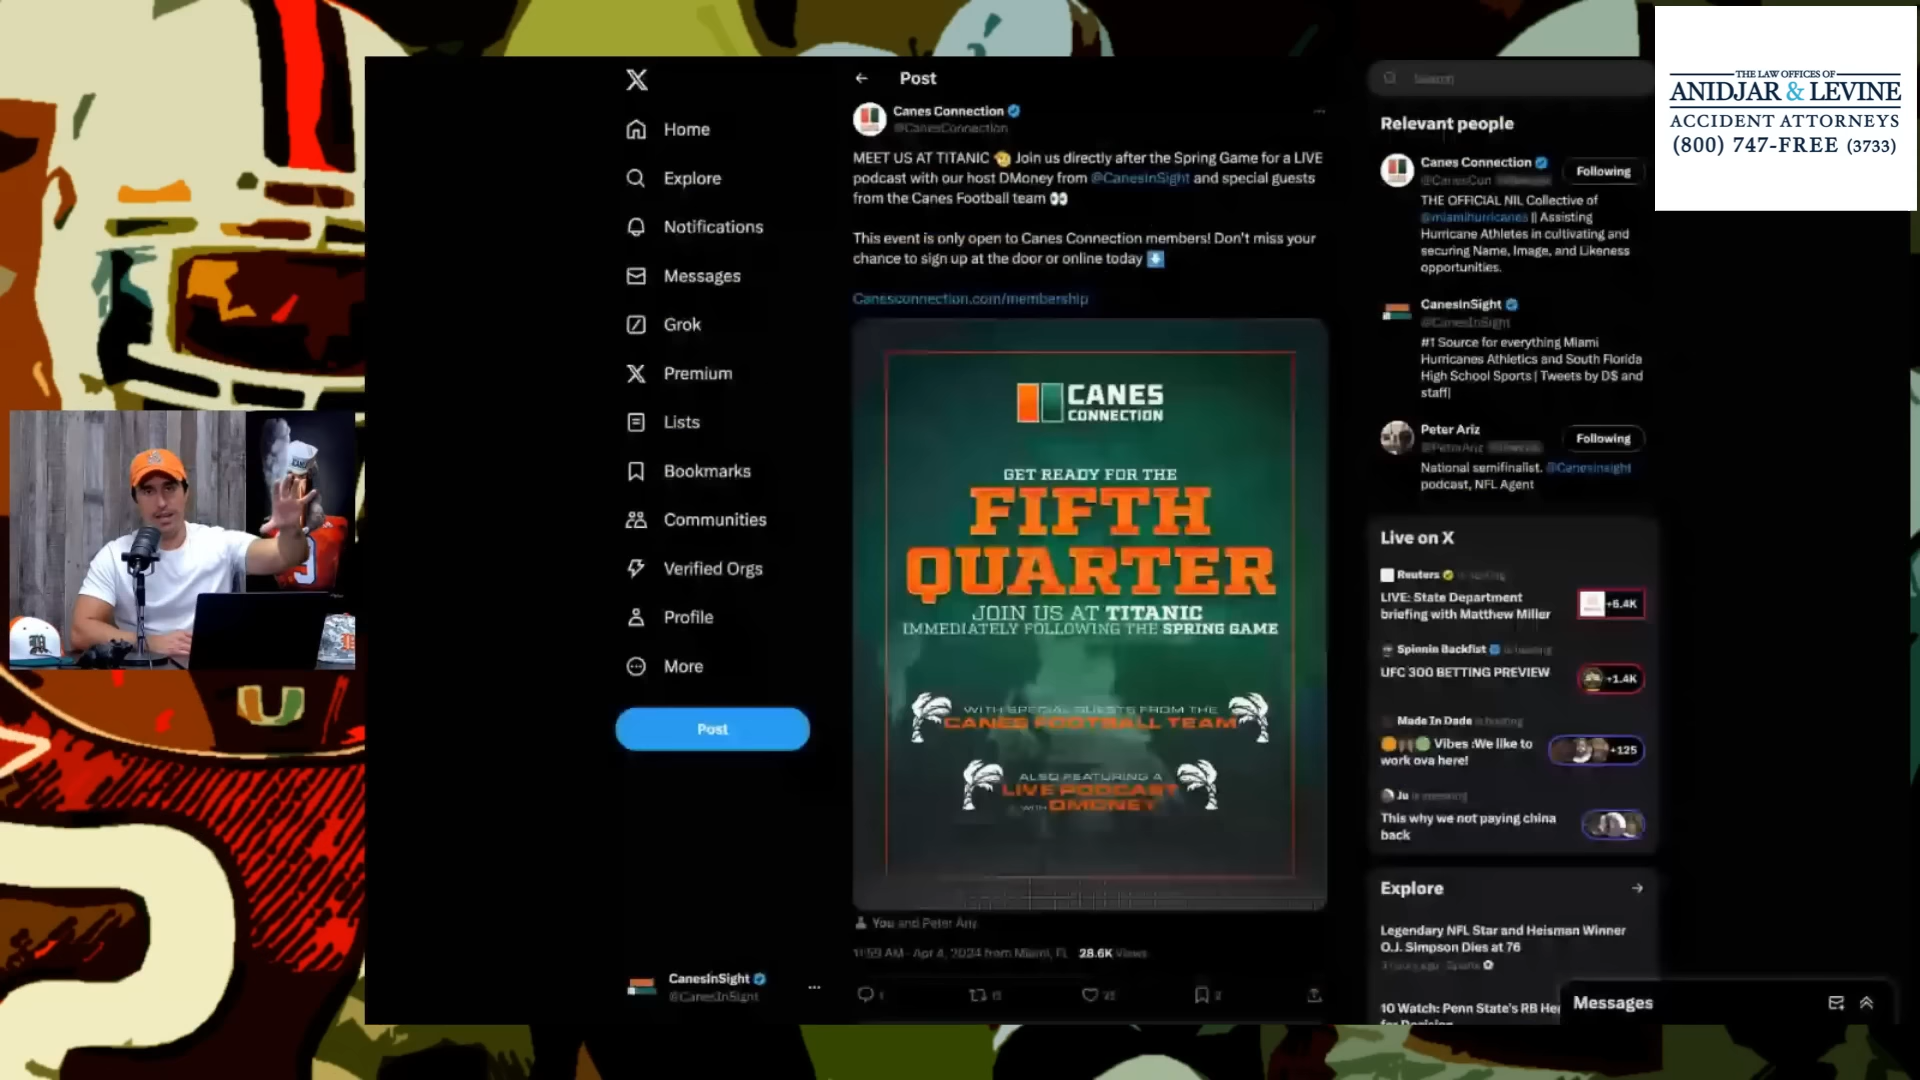 THE LAW OFFICES OF
ANIDJAR & LEVINE
ACCIDENT ATTORNEYS
(800) 747-FREE (3733)
Home
Explore
Notifications
Messages
Grok
Premium
Lists
Bookmarks
Communities
Verified Orgs
Profile
More
Post
CanesInSight
@CanesInSight
Post
Canes Connection
@CanesConnection
MEET US AT TITANIC Join us directly after the Spring Game for a LIVE
podcast with our host DMoney from @CanesInSight and special guests
from the Canes Football team
This event is only open to Canes Connection members! Don't miss your
chance to sign up at the door or online today
Canesconnection.com/membership
CANES
CONNECTION
GET READY FOR THE
FIFTH
QUARTER
JOIN US AT TITANIC
IMMEDIATELY FOLLOWING THE SPRING GAME
WITH SPECIAL GUESTS FROM THE
CANES FOOTBALL TEAM
ALSO FEATURING A
LIVE PODCAST
WITH DMONEY
You and Peter Ariz
11:59 AM · Apr 4, 2024 from Miami, FL 28.6K Views
Search
Relevant people
Canes Connection
@CanesCon
Following
THE OFFICIAL NIL Collective of
@miamihurricanes || Assisting
Hurricane Athletes in cultivating and
securing Name, Image, and Likeness
opportunities.
CanesInSight
@CanesInSight
#1 Source for everything Miami
Hurricanes Athletics and South Florida
High School Sports | Tweets by D$ and
staff|
Peter Ariz
@PeterAriz
Following
National semifinalist. @Canesinsight
podcast, NFL Agent
Live on X
Reuters is hosting
LIVE: State Department
briefing with Matthew Miller
+6.4K
Spinnin Backfist is hosting
UFC 300 BETTING PREVIEW
+1.4K
Made In Dade is hosting
Vibes :We like to
work ova here!
+125
Ju
This why we not paying china
back
Explore
Legendary NFL Star and Heisman Winner
O.J. Simpson Dies at 76
10 Watch: Penn State's RB
Messages